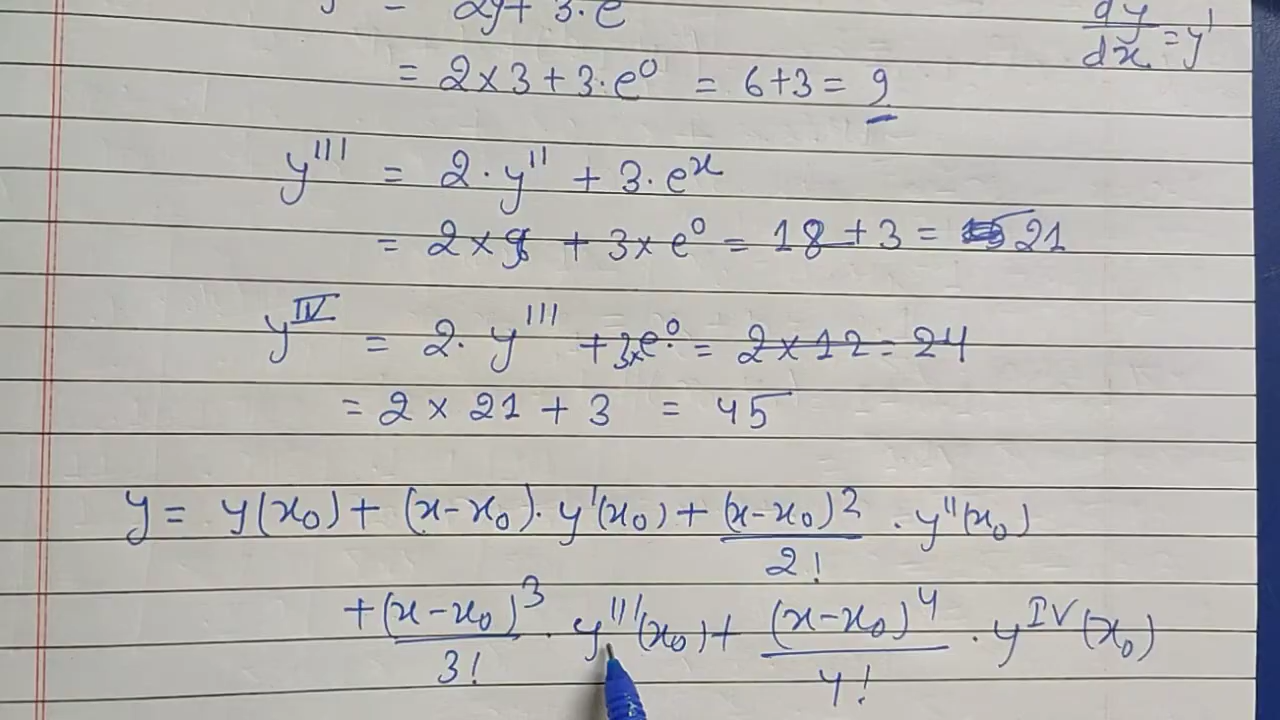 = 2y + 3·e
dy/dx = y'
= 2×3 + 3·e⁰ = 6+3 = 9
y''' = 2·y'' + 3·eˣ
= 2×9 + 3×e⁰ = 18+3 = 21
y^IV = 2·y''' + 3×e⁰ = 2×12 = 24
= 2 × 21 + 3 = 45
y = y(x₀) + (x-x₀)·y'(x₀) + (x-x₀)²/2! · y''(x₀)
+ (x-x₀)³/3! · y'''(x₀) + (x-x₀)⁴/4! · y^IV(x₀)